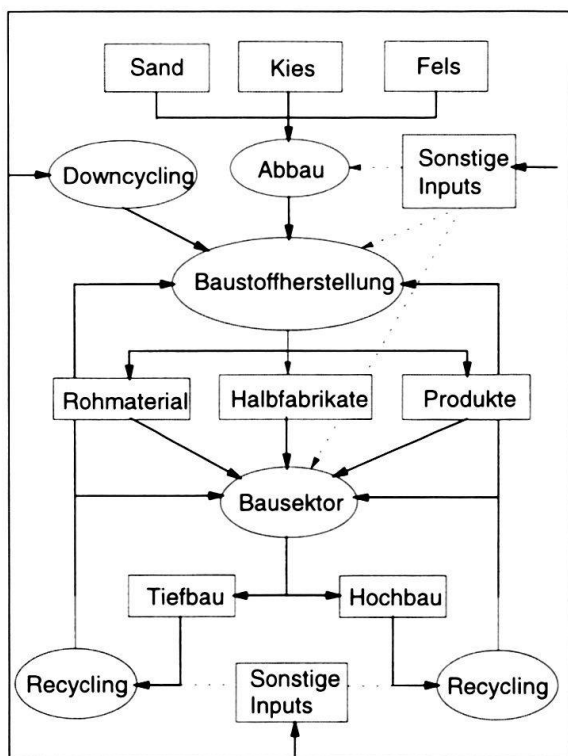 Sand
Kies
Fels
Downcycling
Abbau
Sonstige
Inputs
Baustoffherstellung
Rohmaterial
Halbfabrikate
Produkte
Bausektor
Tiefbau
Hochbau
Recycling
Sonstige
Inputs
Recycling